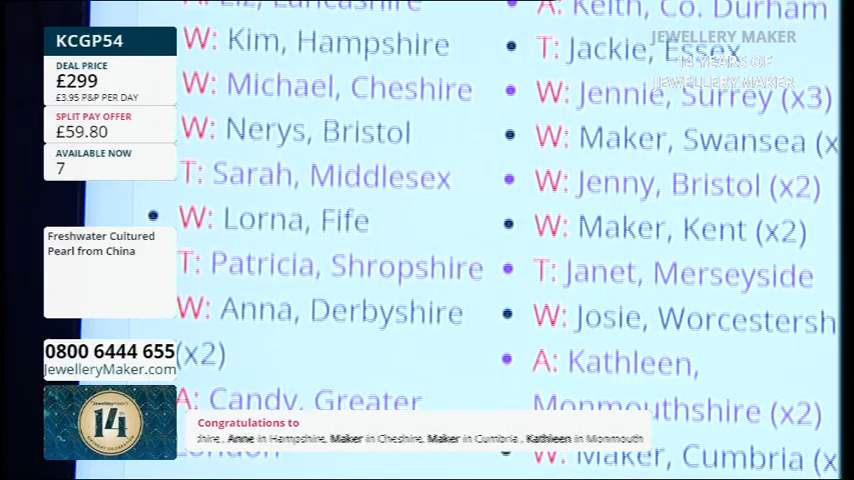 KCGP54
DEAL PRICE
£299
£3.95 P&P PER DAY
SPLIT PAY OFFER
£59.80
AVAILABLE NOW
7
Freshwater Cultured
Pearl from China
0800 6444 655
JewelleryMaker.com
14
A: Liz, Lancashire
W: Kim, Hampshire
W: Michael, Cheshire
W: Nerys, Bristol
T: Sarah, Middlesex
W: Lorna, Fife
T: Patricia, Shropshire
W: Anna, Derbyshire
(x2)
A: Candy, Greater
London
A: Keith, Co. Durham
T: Jackie, Essex
W: Jennie, Surrey (x3)
W: Maker, Swansea (x
W: Jenny, Bristol (x2)
W: Maker, Kent (x2)
T: Janet, Merseyside
W: Josie, Worcestersh
A: Kathleen,
Monmouthshire (x2)
W: Maker, Cumbria (x
JEWELLERY MAKER
14 YEARS OF
JEWELLERYMAKER
Congratulations to
hire, Anne in Hampshire, Maker in Cheshire, Maker in Cumbria , Kathleen in Monmouth